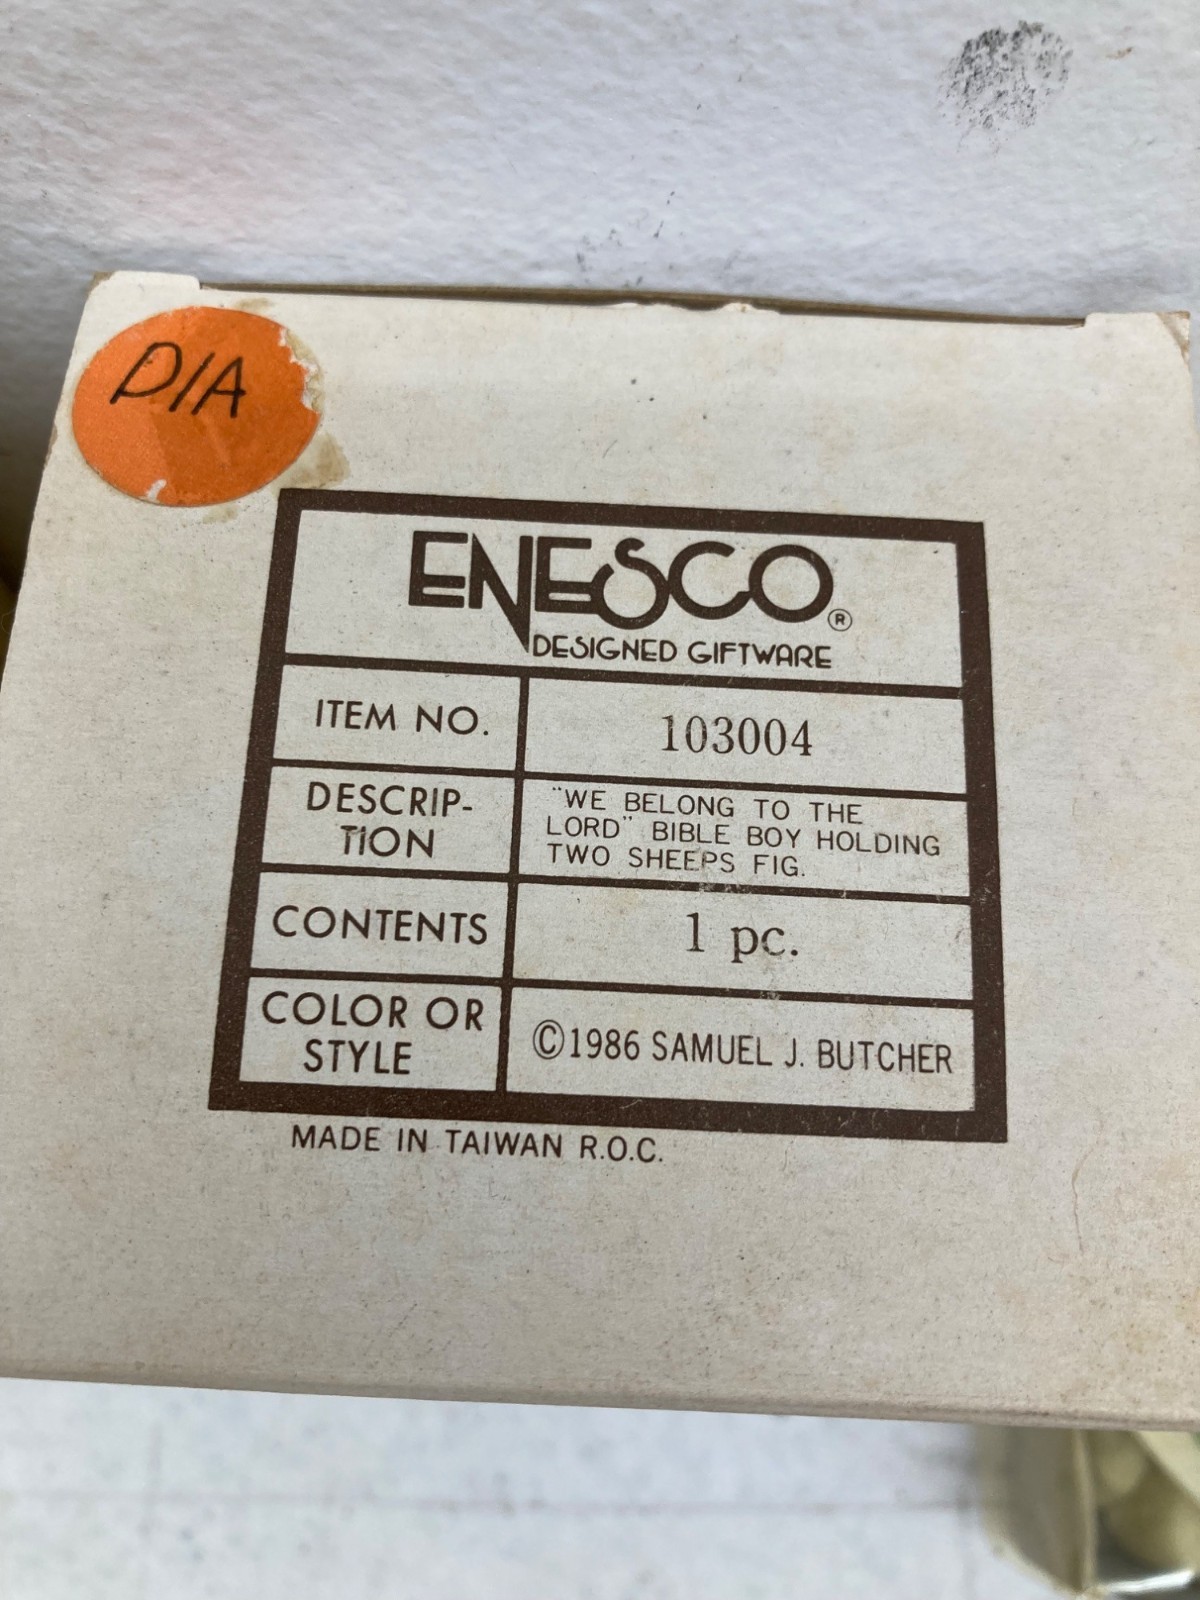 D/A
ENESCO®
DESIGNED GIFTWARE
ITEM NO.
103004
DESCRIP-
TION
"WE BELONG TO THE
LORD" BIBLE BOY HOLDING
TWO SHEEPS FIG.
CONTENTS
1 pc.
COLOR OR
STYLE
©1986 SAMUEL J. BUTCHER
MADE IN TAIWAN R.O.C.